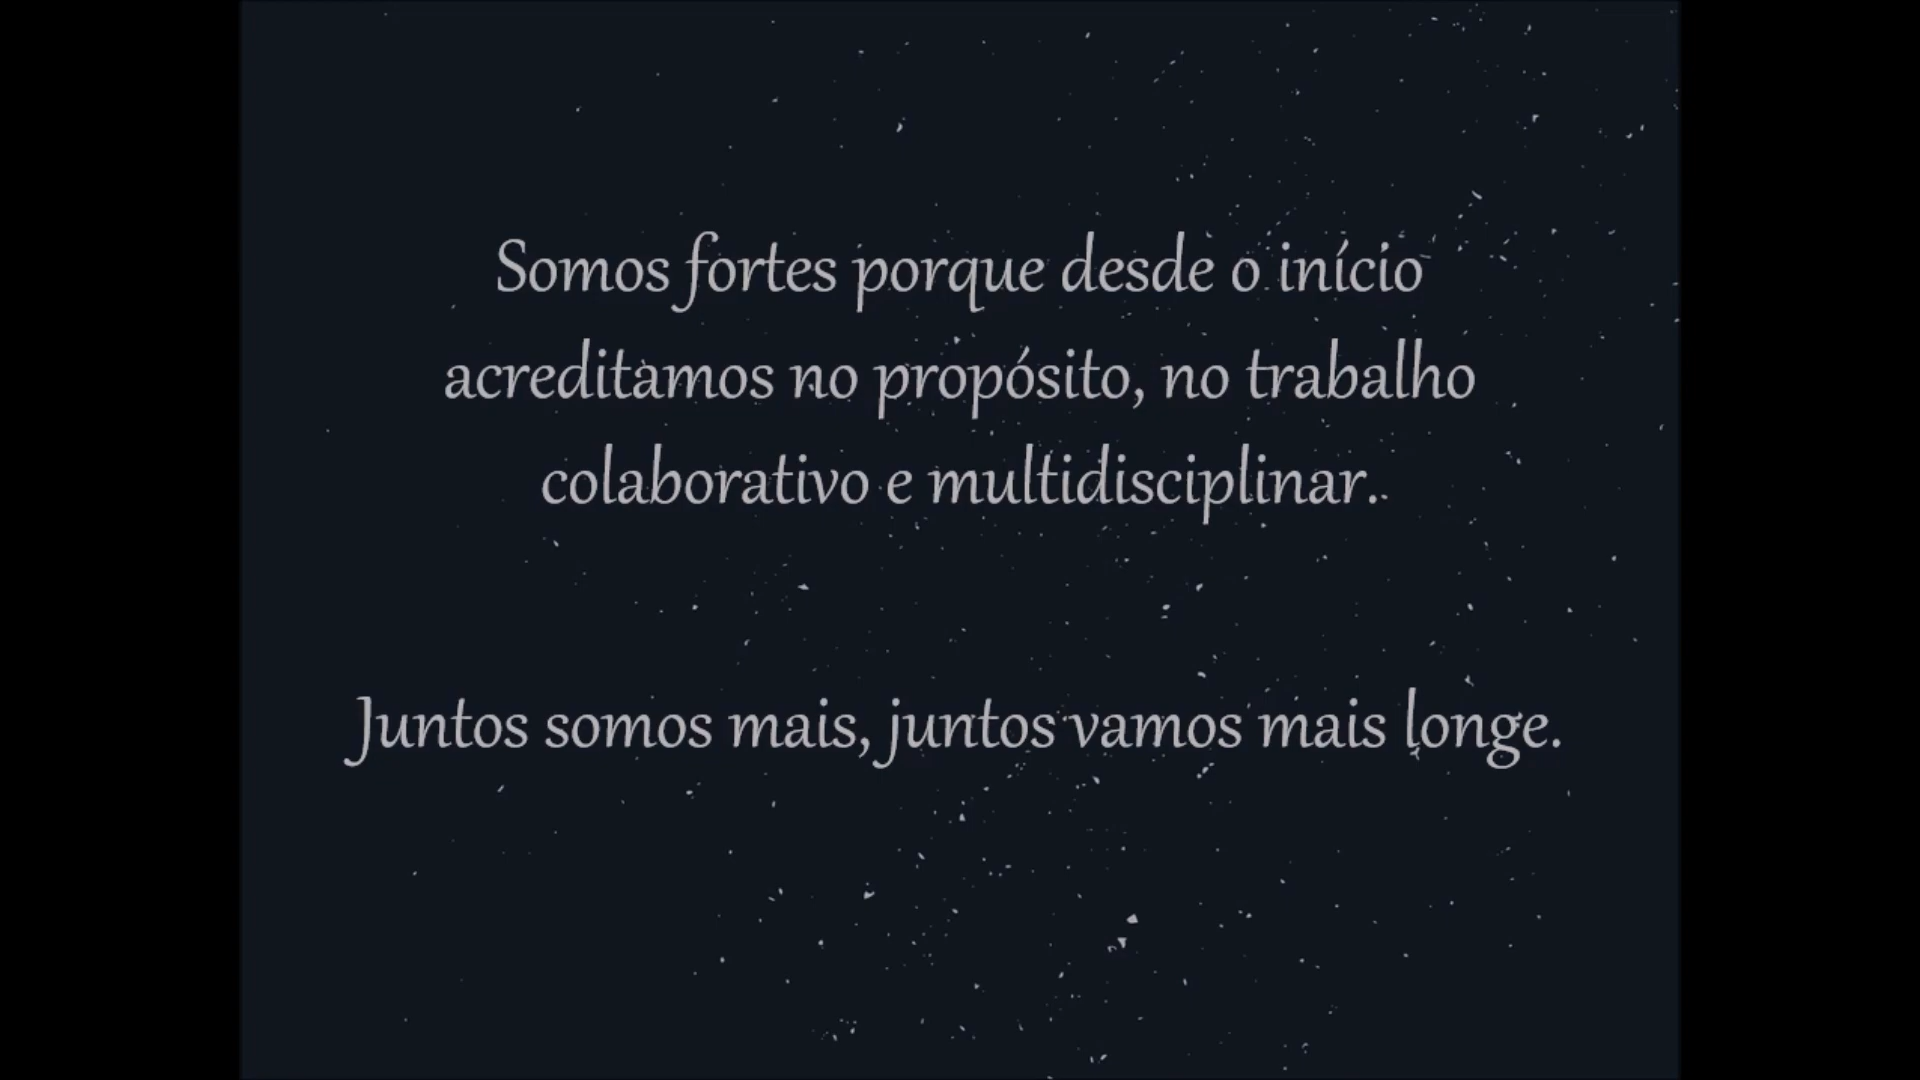 Somos fortes porque desde o início
acreditamos no propósito, no trabalho
colaborativo e multidisciplinar.
Juntos somos mais, juntos vamos mais longe.